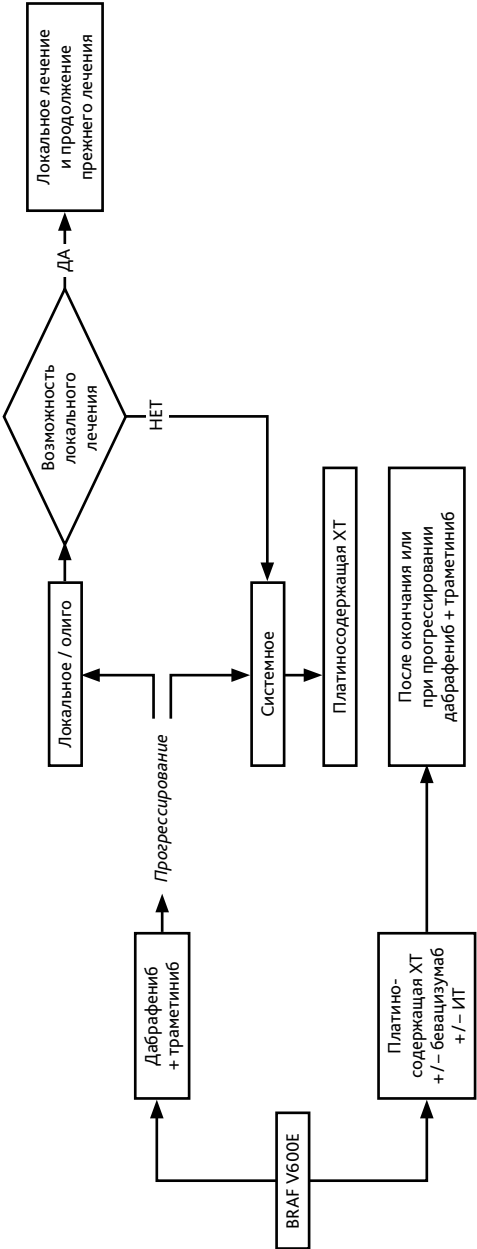 BRAF V600E
Дабрафениб
+ траметиниб
Прогрессирование
Локальное / олиго
Возможность
локального
лечения
ДА
Локальное лечение
и продолжение
прежнего лечения
НЕТ
Системное
Платиносодержащая ХТ
Платино-
содержащая ХТ
+/– бевацизумаб
+/– ИТ
После окончания или
при прогрессировании
дабрафениб + траметиниб